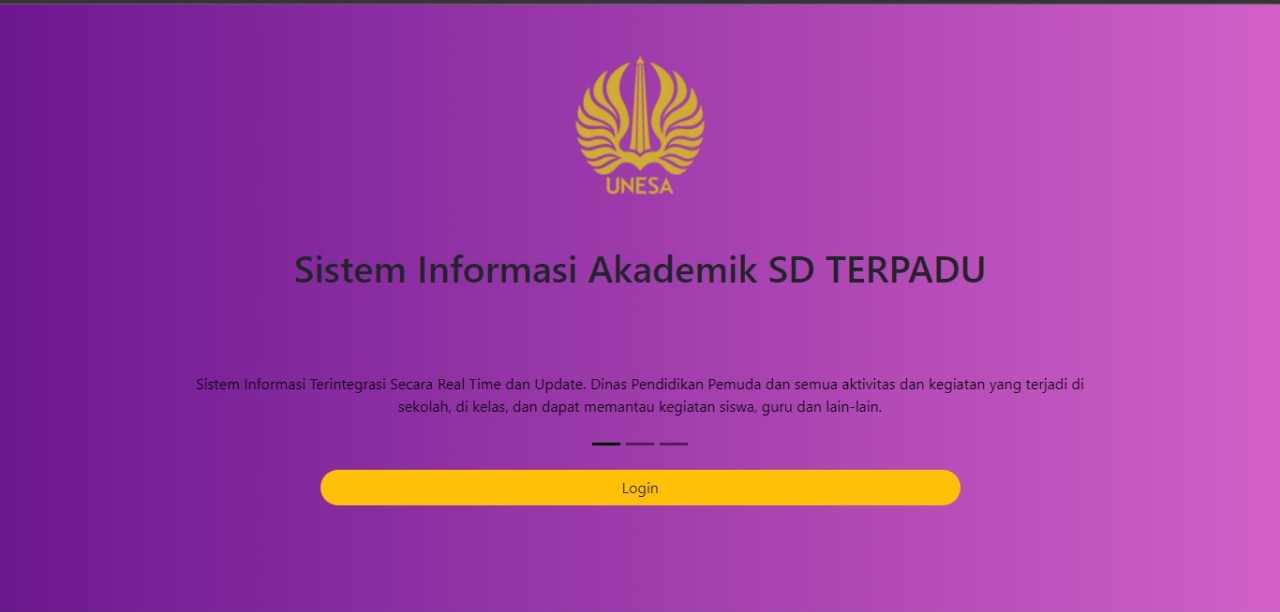 UNESA
Sistem Informasi Akademik SD TERPADU
Sistem Informasi Terintegrasi Secara Real Time dan Update. Dinas Pendidikan Pemuda dan semua aktivitas dan kegiatan yang terjadi di
sekolah, di kelas, dan dapat memantau kegiatan siswa, guru dan lain-lain.
Login